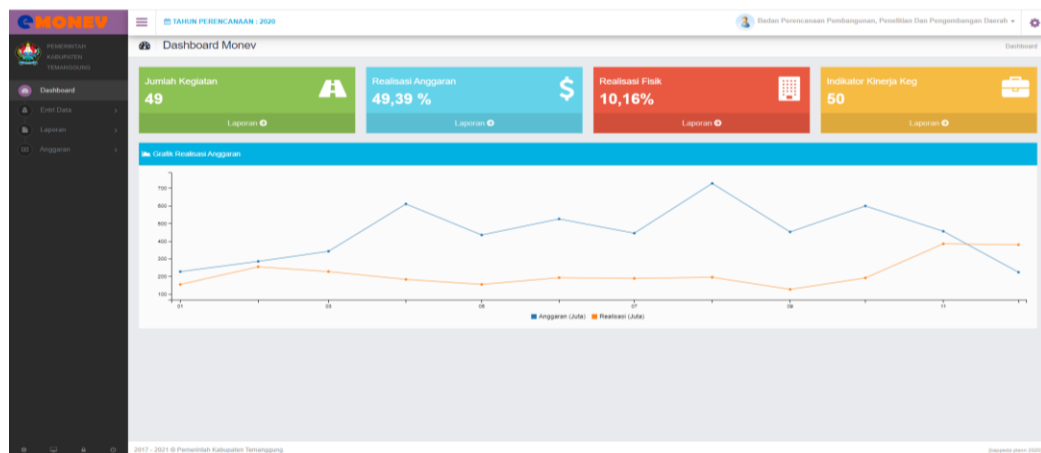 eMONEV
TAHUN PERENCANAAN : 2020
Badan Perencanaan Pembangunan, Penelitian Dan Pengembangan Daerah
PEMERINTAH
KABUPATEN
TEMANGGUNG
Dashboard Monev
Dashboard
Dashboard
Entri Data
Laporan
Anggaran
Jumlah Kegiatan
49
Laporan
Realisasi Anggaran
49,39 %
Laporan
Realisasi Fisik
10,16%
Laporan
Indikator Kinerja Keg
50
Laporan
Grafik Realisasi Anggaran
700
600
500
400
300
200
100
01
03
05
07
09
11
Anggaran (Juta)
Realisasi (Juta)
2017 - 2021 © Pemerintah Kabupaten Temanggung.